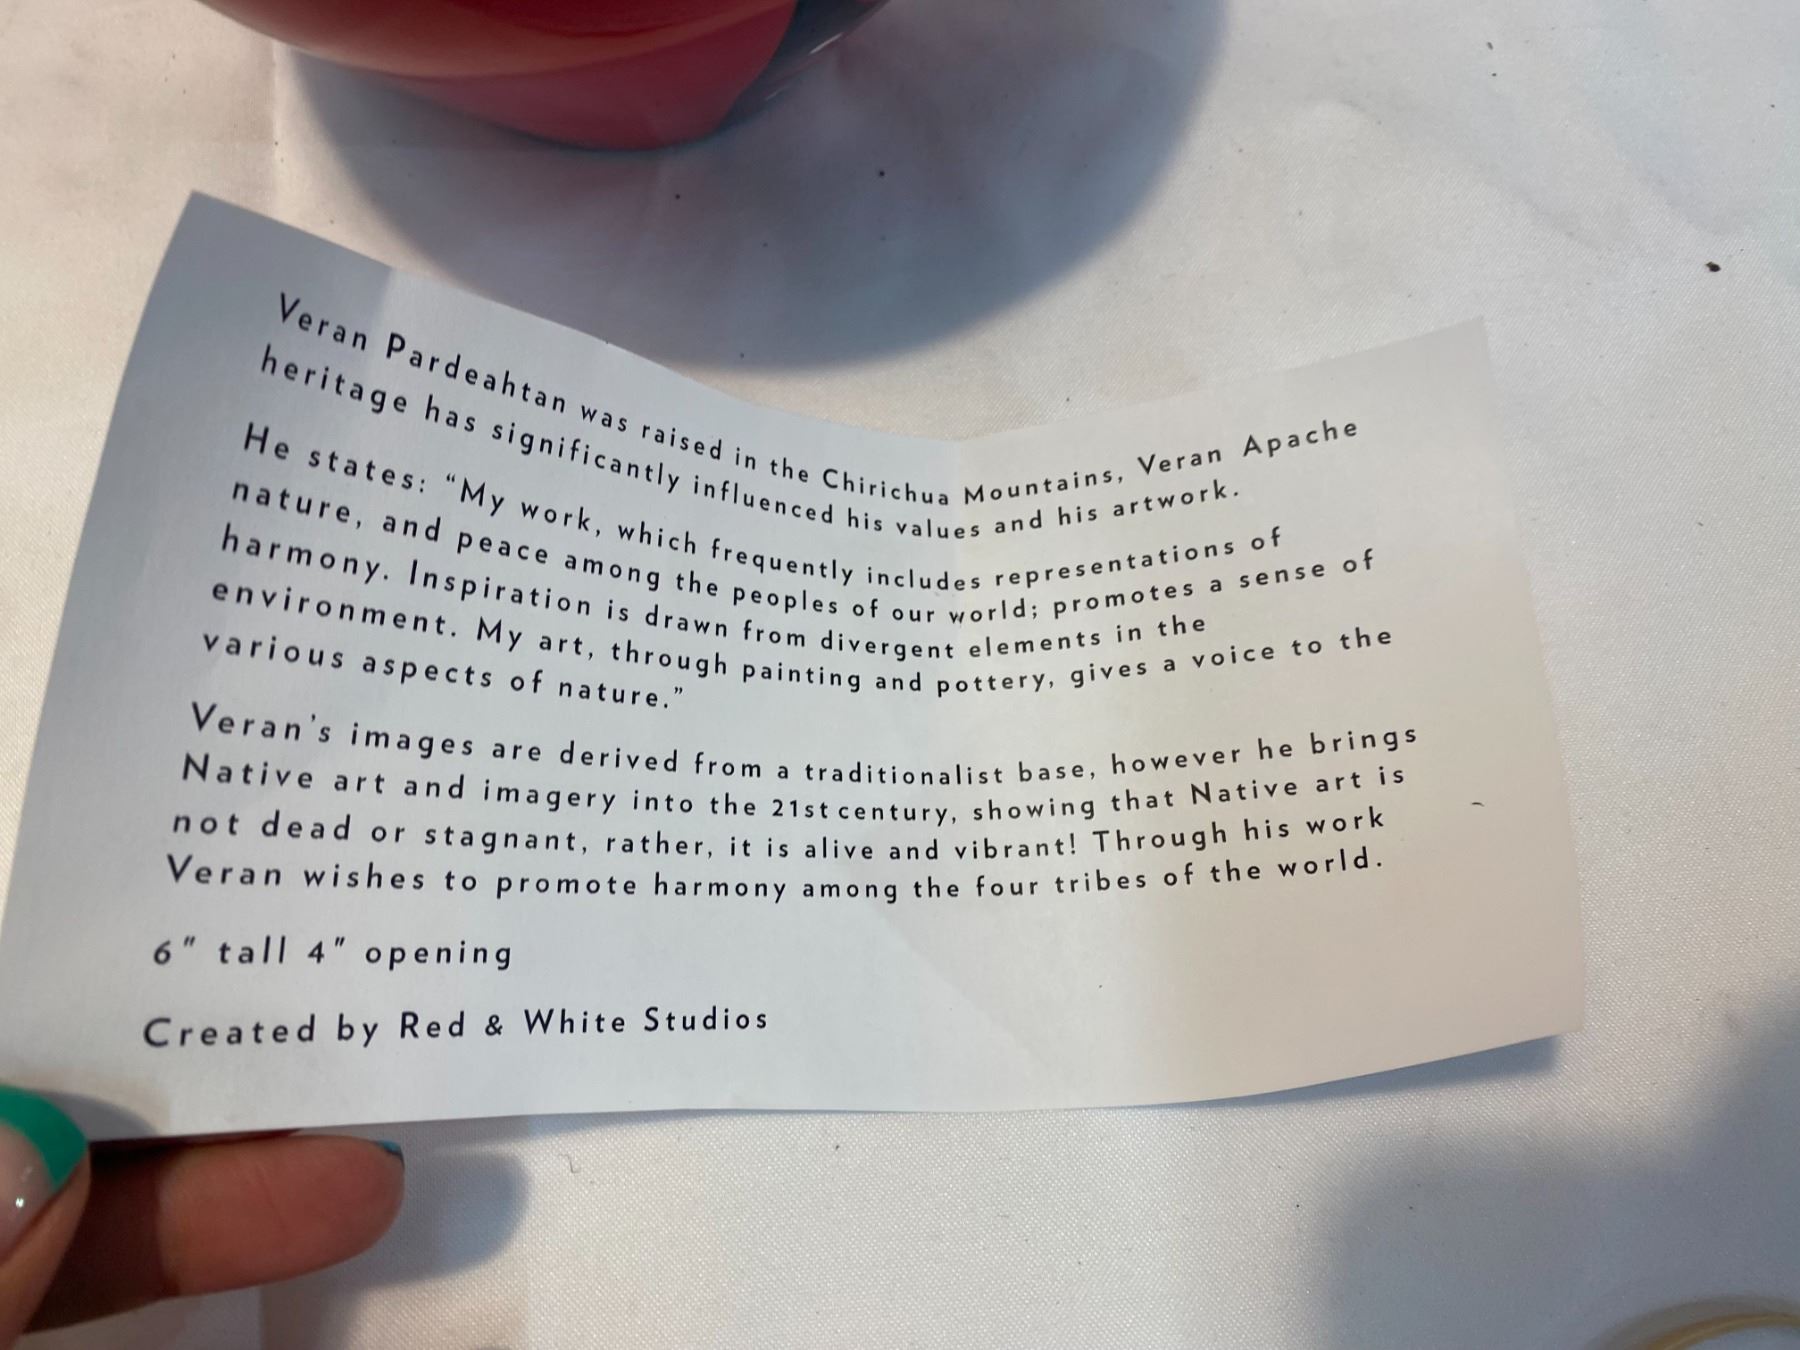 Veran Pardeahtan was raised in the Chirichua Mountains, Veran Apache
heritage has significantly influenced his values and his artwork.
He states: “My work, which frequently includes representations of
nature, and peace among the peoples of our world; promotes a sense of
harmony. Inspiration is drawn from divergent elements in the
environment. My art, through painting and pottery, gives a voice to the
various aspects of nature.”
Veran's images are derived from a traditionalist base, however he brings
Native art and imagery into the 21st century, showing that Native art is
not dead or stagnant, rather, it is alive and vibrant! Through his work
Veran wishes to promote harmony among the four tribes of the world.
6" tall 4" opening
Created by Red & White Studios